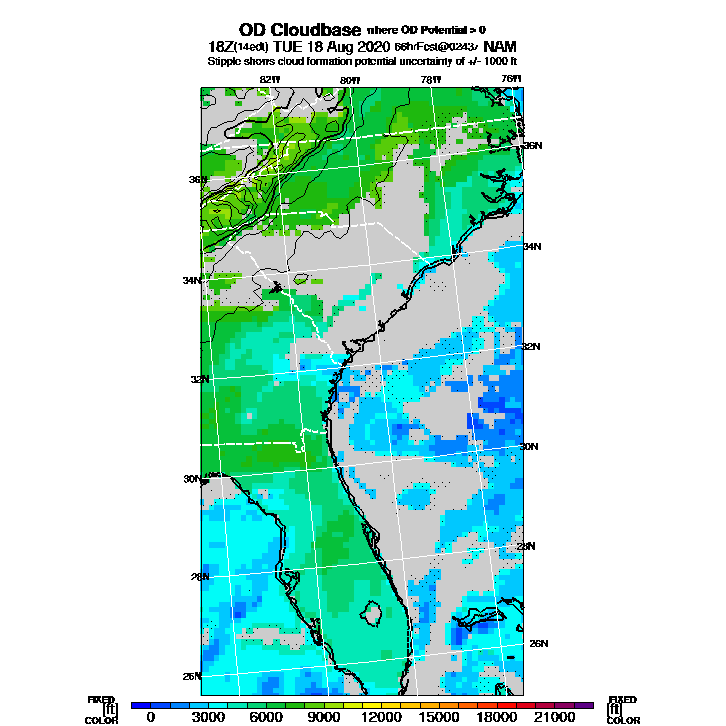 OD Cloudbase where OD Potential > 0
18Z(14edt) TUE 18 Aug 2020 NAM
Stipple shows cloud formation potential uncertainty of +/- 1000 ft
82W 80W 78W 76W
36N
36N
34N
34N
32N
32N
30N
30N
28N
28N
26N
26N
FIXED FIXED
[ft] 0 3000 6000 9000 12000 15000 18000 21000 [ft]
COLOR COLOR